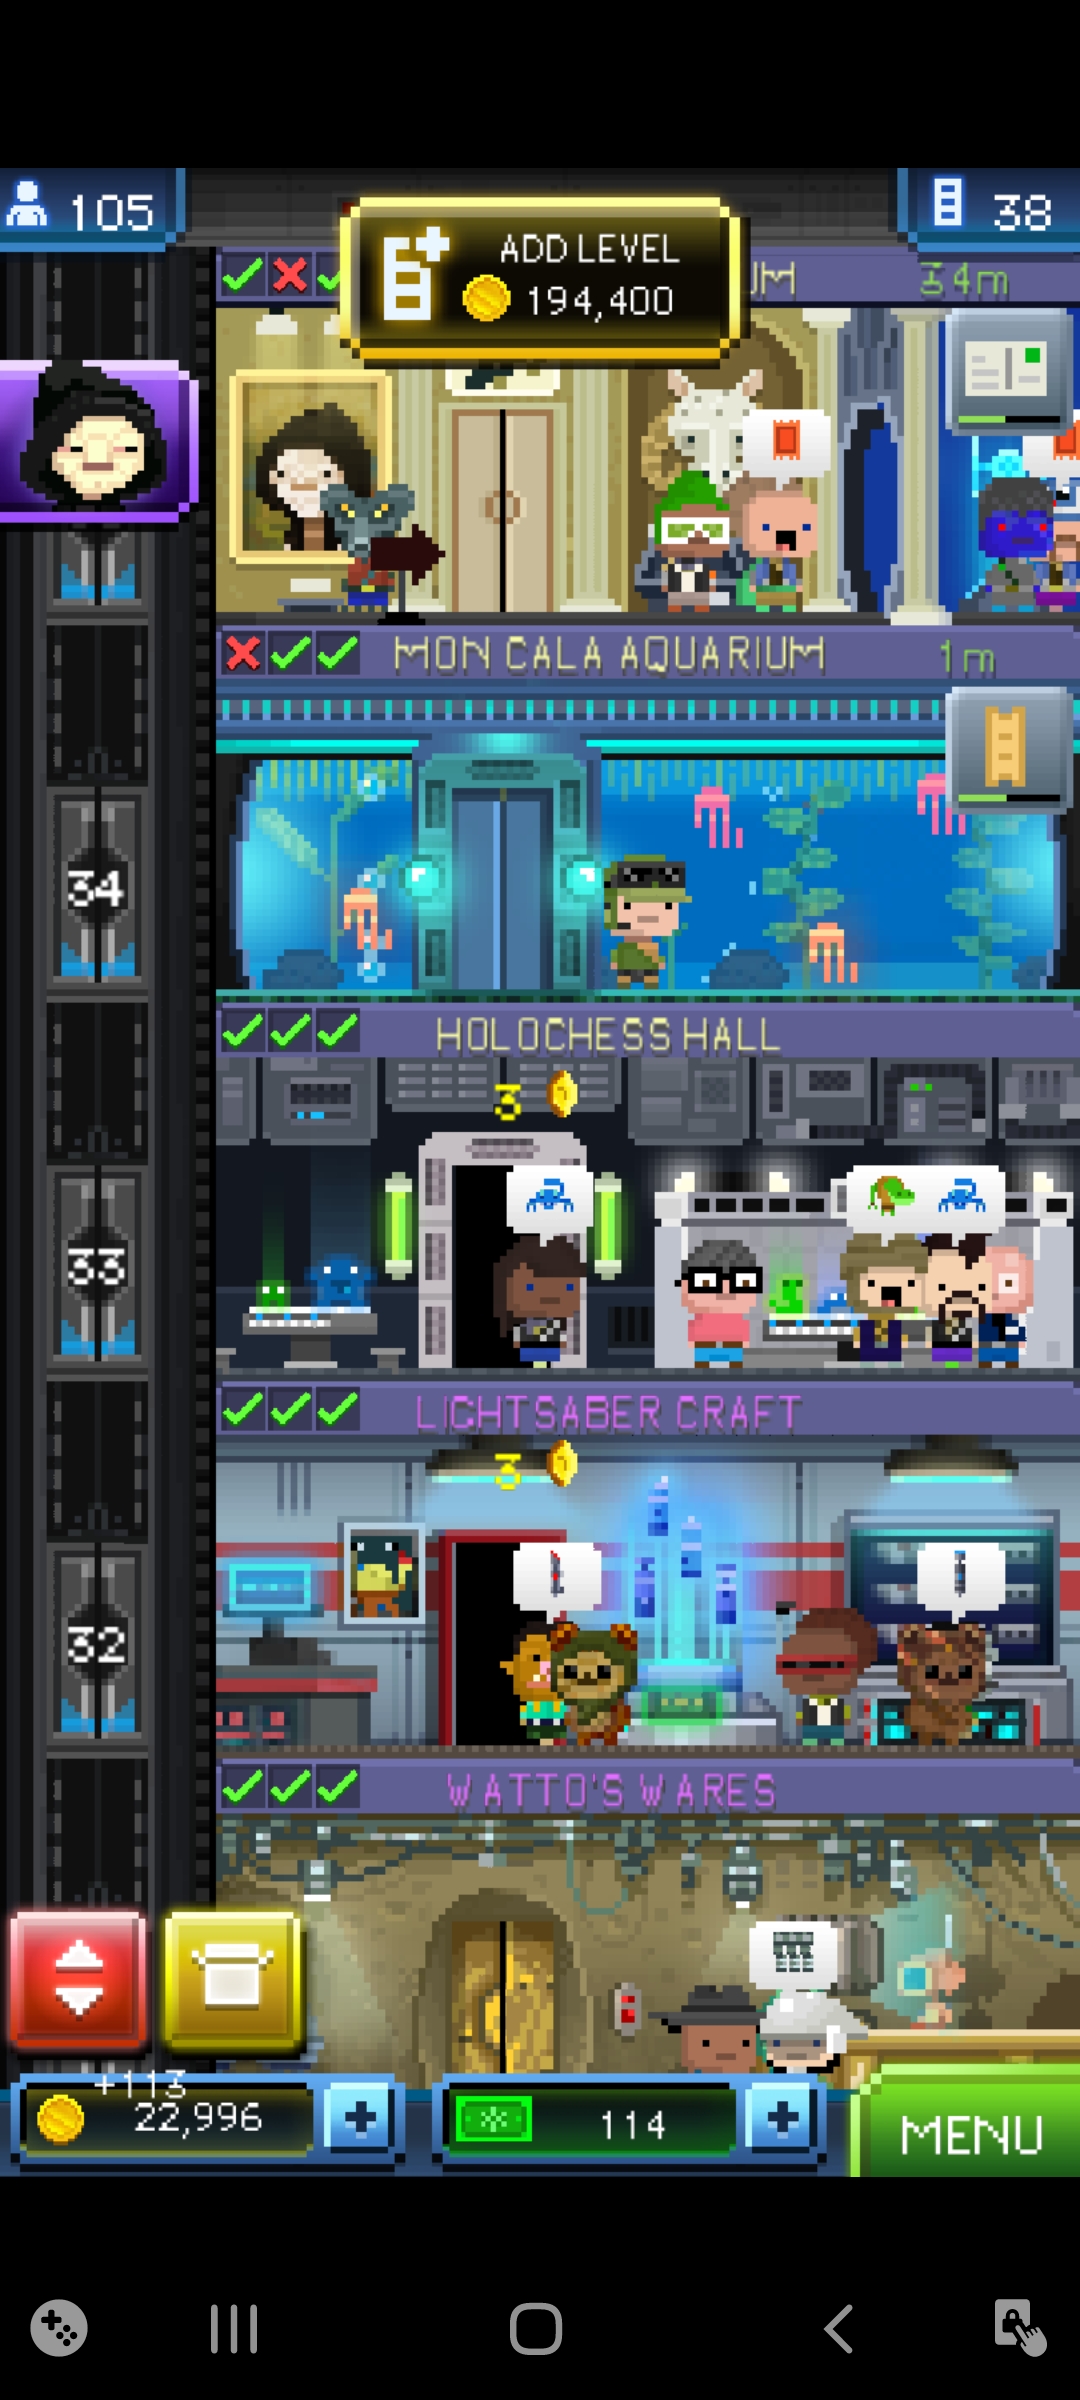 105
ADD LEVEL
194,400
38
UM
34m
MON CALA AQUARIUM
1m
34
HOLOCHESS HALL
3
33
LIGHTSABER CRAFT
3
32
WATTO'S WARES
+113
22,996
114
MENU